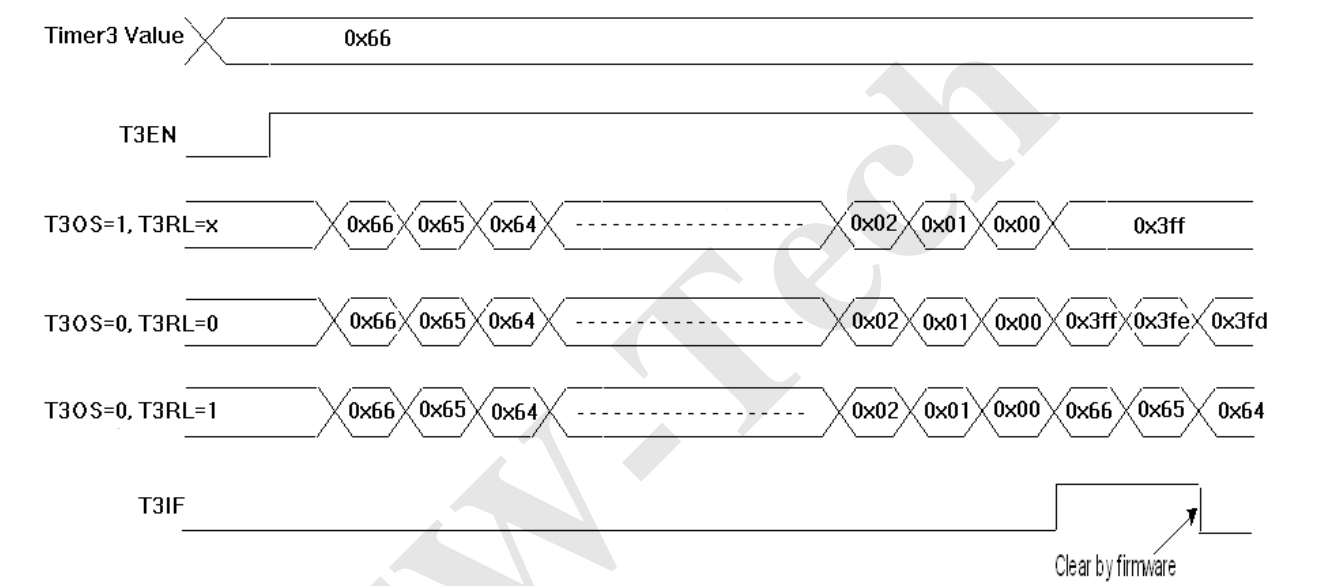 Timer3 Value 0x66
T3EN
T3OS=1, T3RL=x 0x66 0x65 0x64 0x02 0x01 0x00 0x3ff
T3OS=0, T3RL=0 0x66 0x65 0x64 0x02 0x01 0x00 0x3ff 0x3fe 0x3fd
T3OS=0, T3RL=1 0x66 0x65 0x64 0x02 0x01 0x00 0x66 0x65 0x64
T3IF
Clear by firmware
W-Tech